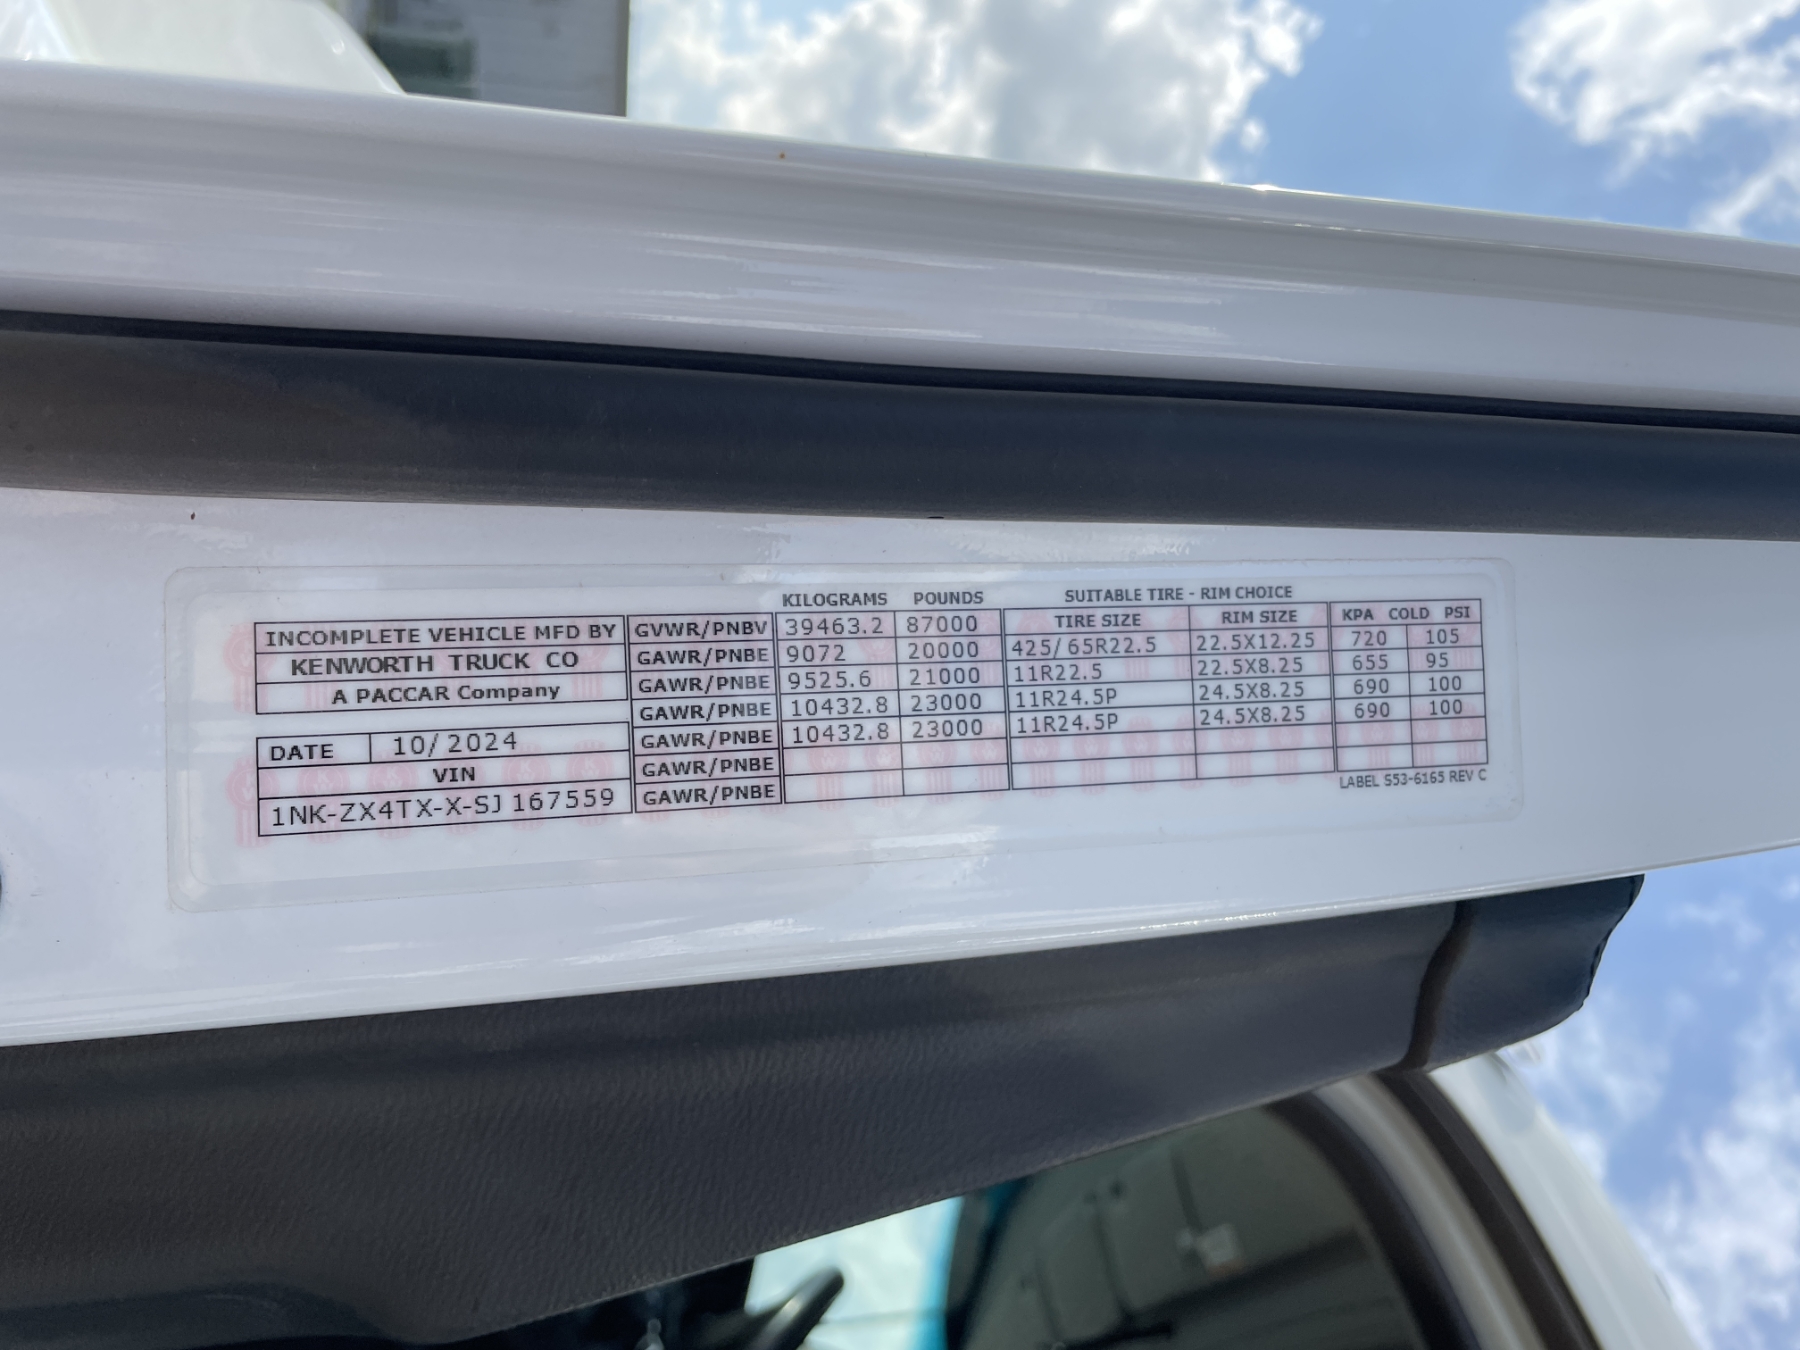 KILOGRAMS POUNDS SUITABLE TIRE - RIM CHOICE
TIRE SIZE RIM SIZE KPA COLD PSI
INCOMPLETE VEHICLE MFD BY
KENWORTH TRUCK CO
A PACCAR Company
DATE 10/2024
VIN
1NK-ZX4TX-X-SJ167559
GVWR/PNBV 39463.2 87000
GAWR/PNBE 9072 20000 425/65R22.5 22.5X12.25 720 105
GAWR/PNBE 9525.6 21000 11R22.5 22.5X8.25 655 95
GAWR/PNBE 10432.8 23000 11R24.5P 24.5X8.25 690 100
GAWR/PNBE 10432.8 23000 11R24.5P 24.5X8.25 690 100
GAWR/PNBE
GAWR/PNBE
LABEL S53-6165 REV C